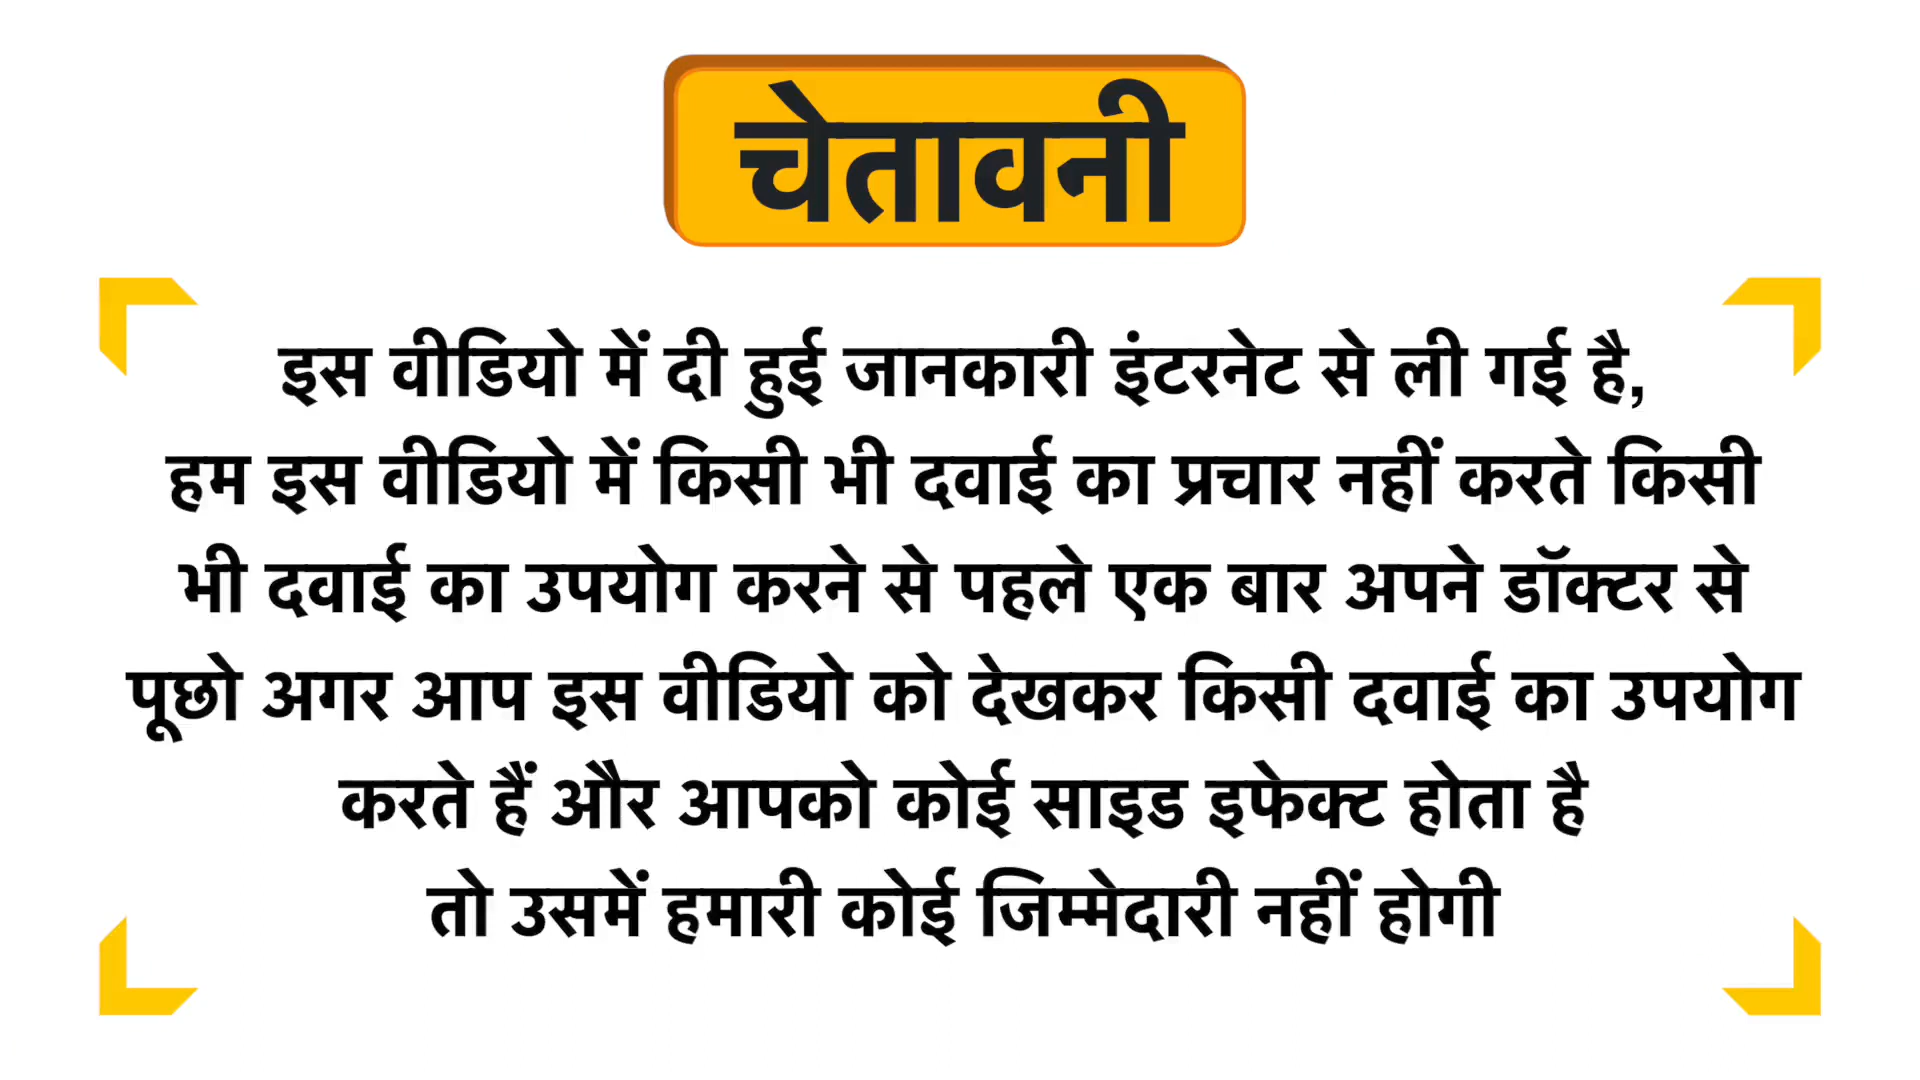 चेतावनी
इस वीडियो में दी हुई जानकारी इंटरनेट से ली गई है,
हम इस वीडियो में किसी भी दवाई का प्रचार नहीं करते किसी
भी दवाई का उपयोग करने से पहले एक बार अपने डॉक्टर से
पूछो अगर आप इस वीडियो को देखकर किसी दवाई का उपयोग
करते हैं और आपको कोई साइड इफेक्ट होता है
तो उसमें हमारी कोई जिम्मेदारी नहीं होगी